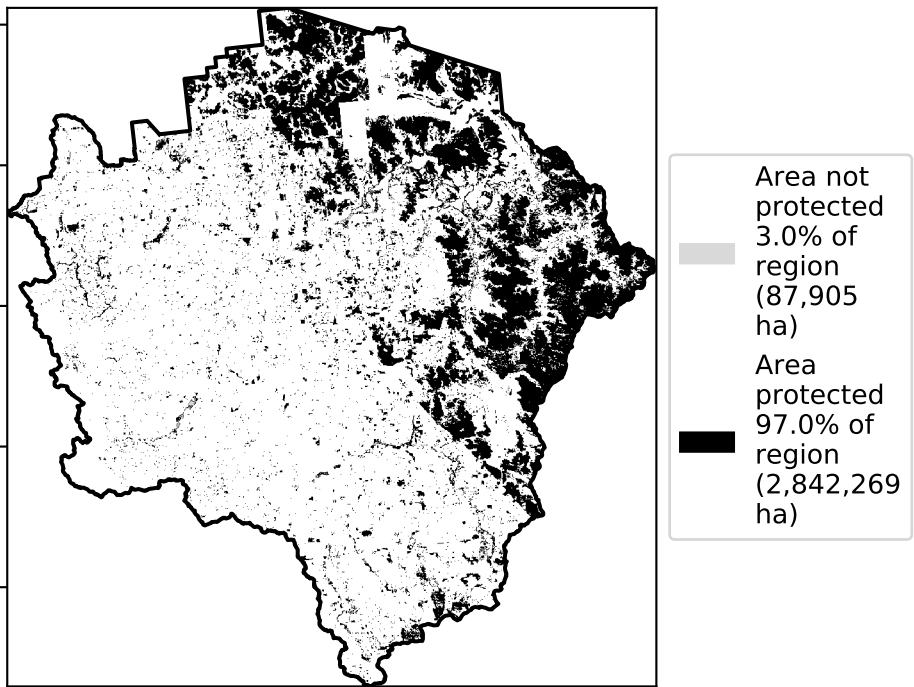 Area not
protected
3.0% of
region
(87,905
ha)
Area
protected
97.0% of
region
(2,842,269
ha)